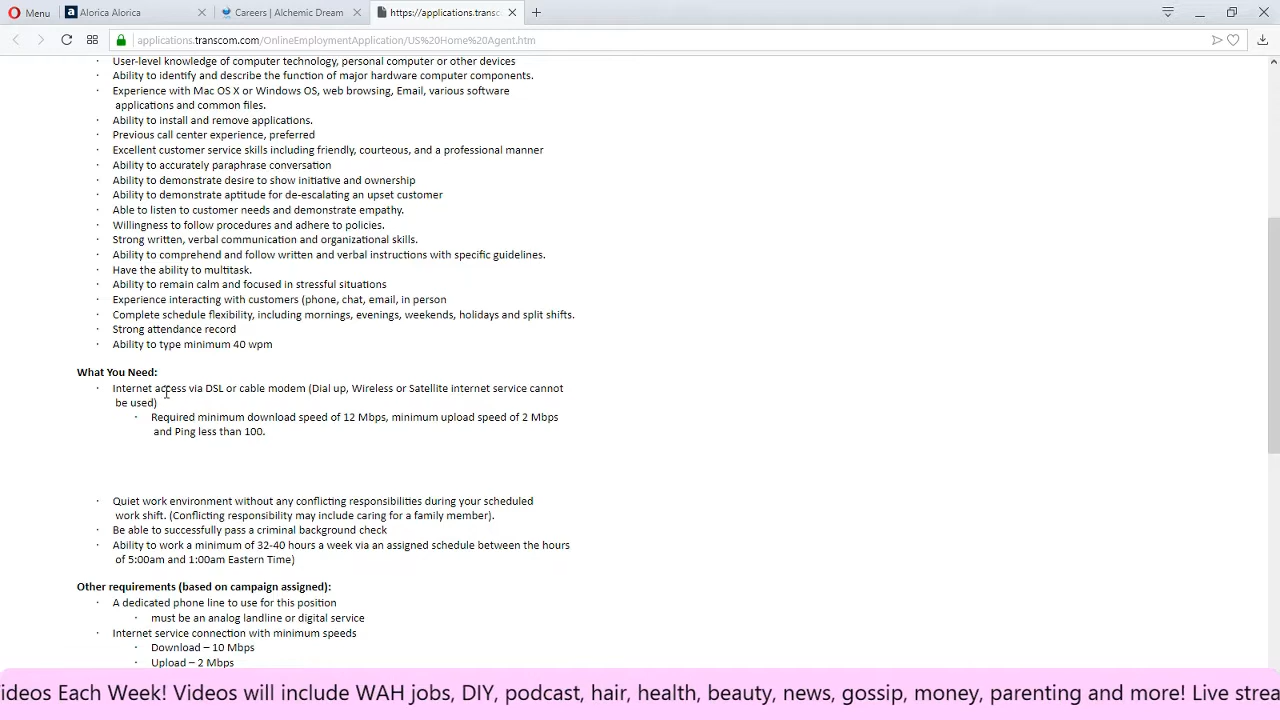 Menu
Alorica Alorica
Careers | Alchemic Dream
https://applications.transc
applications.transcom.com/OnlineEmploymentApplication/US%20Home%20Agent.htm
· User-level knowledge of computer technology, personal computer or other devices
· Ability to identify and describe the function of major hardware computer components.
· Experience with Mac OS X or Windows OS, web browsing, Email, various software
applications and common files.
· Ability to install and remove applications.
· Previous call center experience, preferred
· Excellent customer service skills including friendly, courteous, and a professional manner
· Ability to accurately paraphrase conversation
· Ability to demonstrate desire to show initiative and ownership
· Ability to demonstrate aptitude for de-escalating an upset customer
· Able to listen to customer needs and demonstrate empathy.
· Willingness to follow procedures and adhere to policies.
· Strong written, verbal communication and organizational skills.
· Ability to comprehend and follow written and verbal instructions with specific guidelines.
· Have the ability to multitask.
· Ability to remain calm and focused in stressful situations
· Experience interacting with customers (phone, chat, email, in person
· Complete schedule flexibility, including mornings, evenings, weekends, holidays and split shifts.
· Strong attendance record
· Ability to type minimum 40 wpm
What You Need:
· Internet access via DSL or cable modem (Dial up, Wireless or Satellite internet service cannot
be used)
· Required minimum download speed of 12 Mbps, minimum upload speed of 2 Mbps
and Ping less than 100.
· Quiet work environment without any conflicting responsibilities during your scheduled
work shift. (Conflicting responsibility may include caring for a family member).
· Be able to successfully pass a criminal background check
· Ability to work a minimum of 32-40 hours a week via an assigned schedule between the hours
of 5:00am and 1:00am Eastern Time)
Other requirements (based on campaign assigned):
· A dedicated phone line to use for this position
· must be an analog landline or digital service
· Internet service connection with minimum speeds
· Download – 10 Mbps
· Upload – 2 Mbps
ideos Each Week! Videos will include WAH jobs, DIY, podcast, hair, health, beauty, news, gossip, money, parenting and more! Live strea